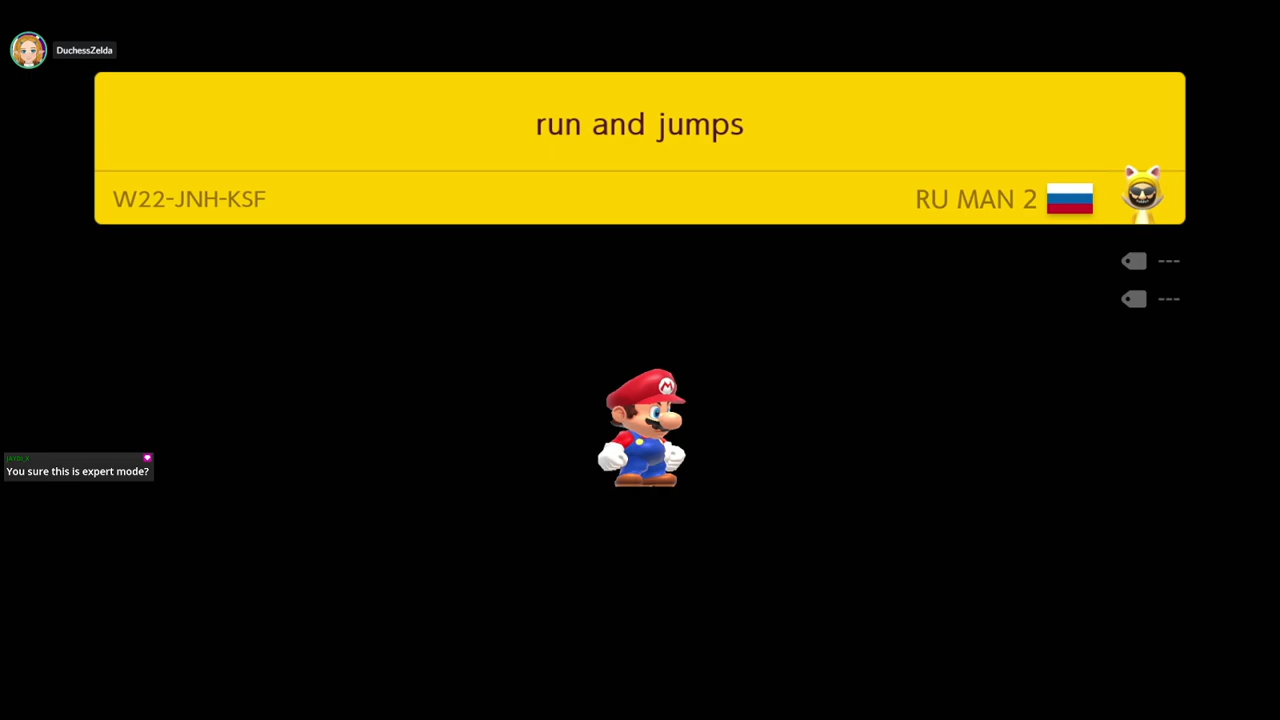 DuchessZelda
run and jumps
W22-JNH-KSF
RU MAN 2
---
---
You sure this is expert mode?